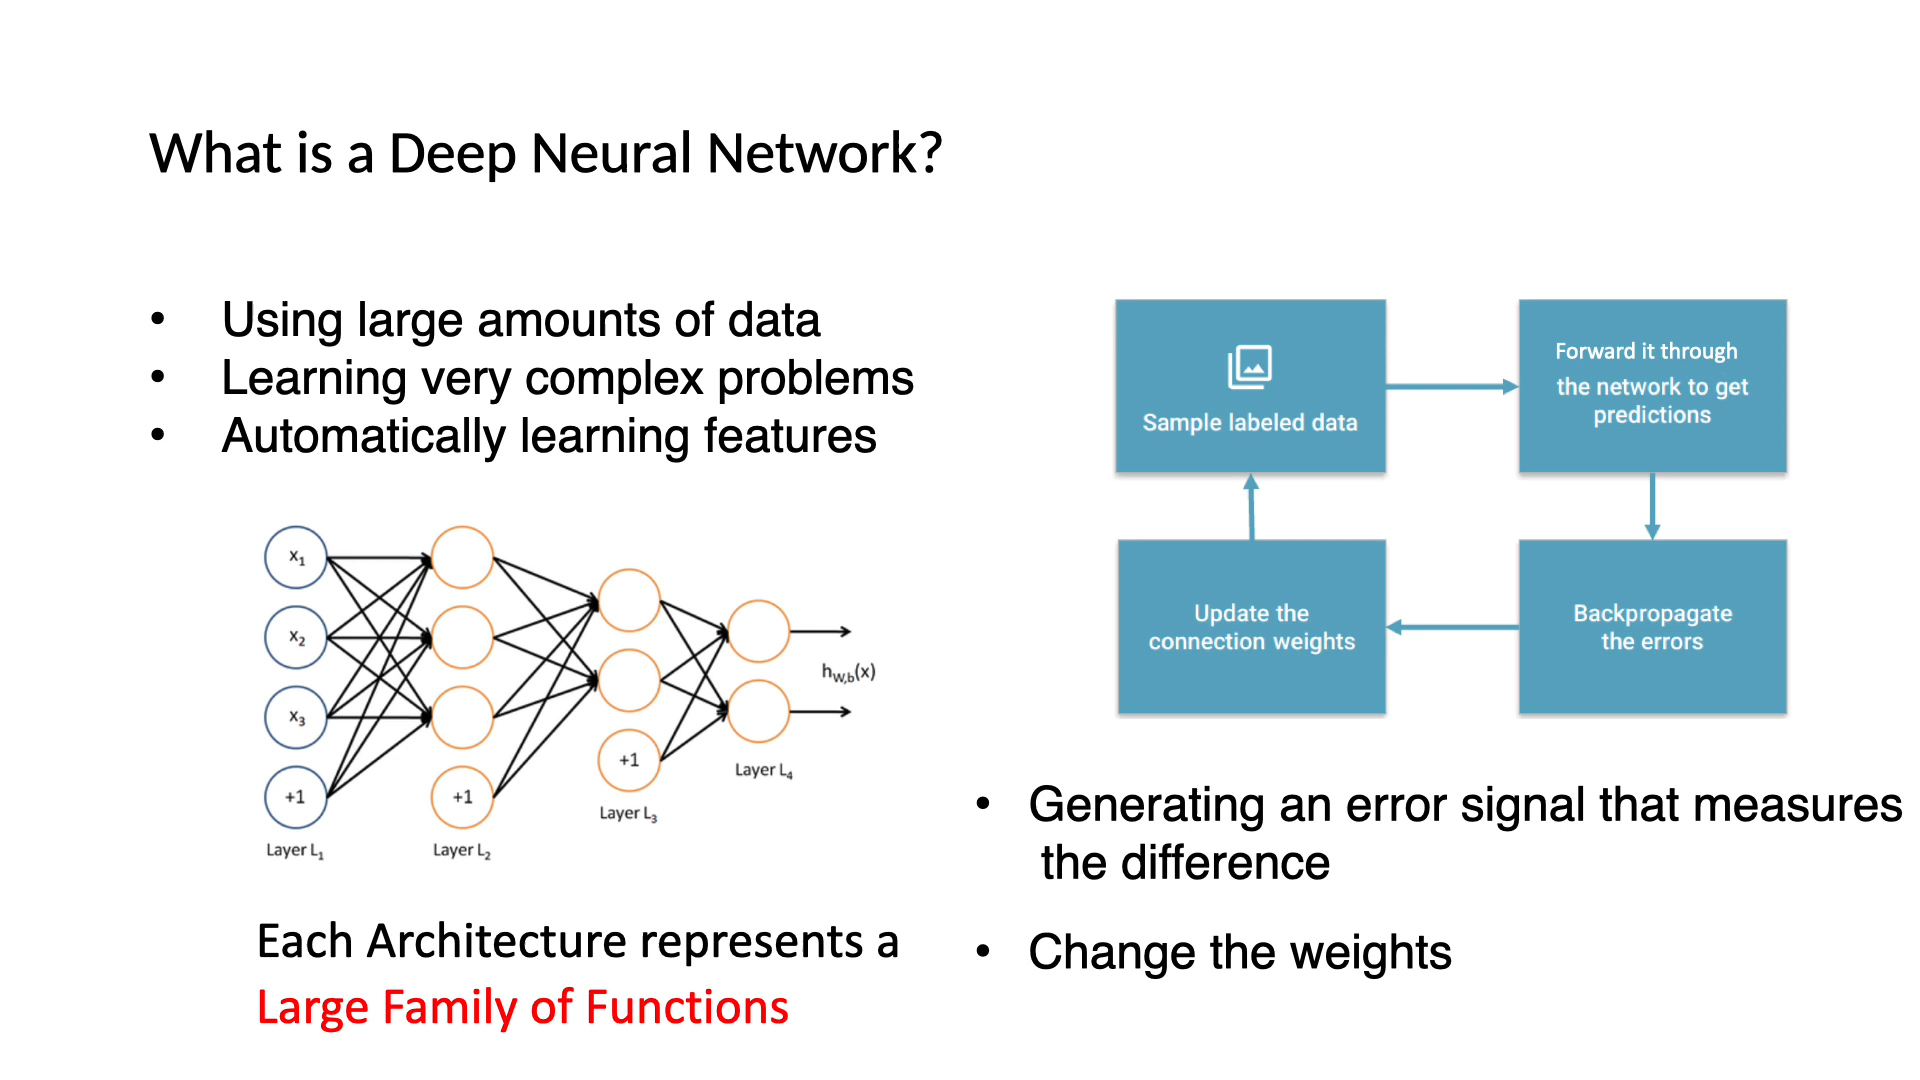 What is a Deep Neural Network?
• Using large amounts of data
• Learning very complex problems
• Automatically learning features
x₁
x₂
x₃
+1
Layer L₁
+1
Layer L₂
+1
Layer L₃
Layer L₄
h_W,b(x)
Each Architecture represents a
Large Family of Functions
Sample labeled data
Forward it through
the network to get
predictions
Backpropagate
the errors
Update the
connection weights
• Generating an error signal that measures
the difference
• Change the weights